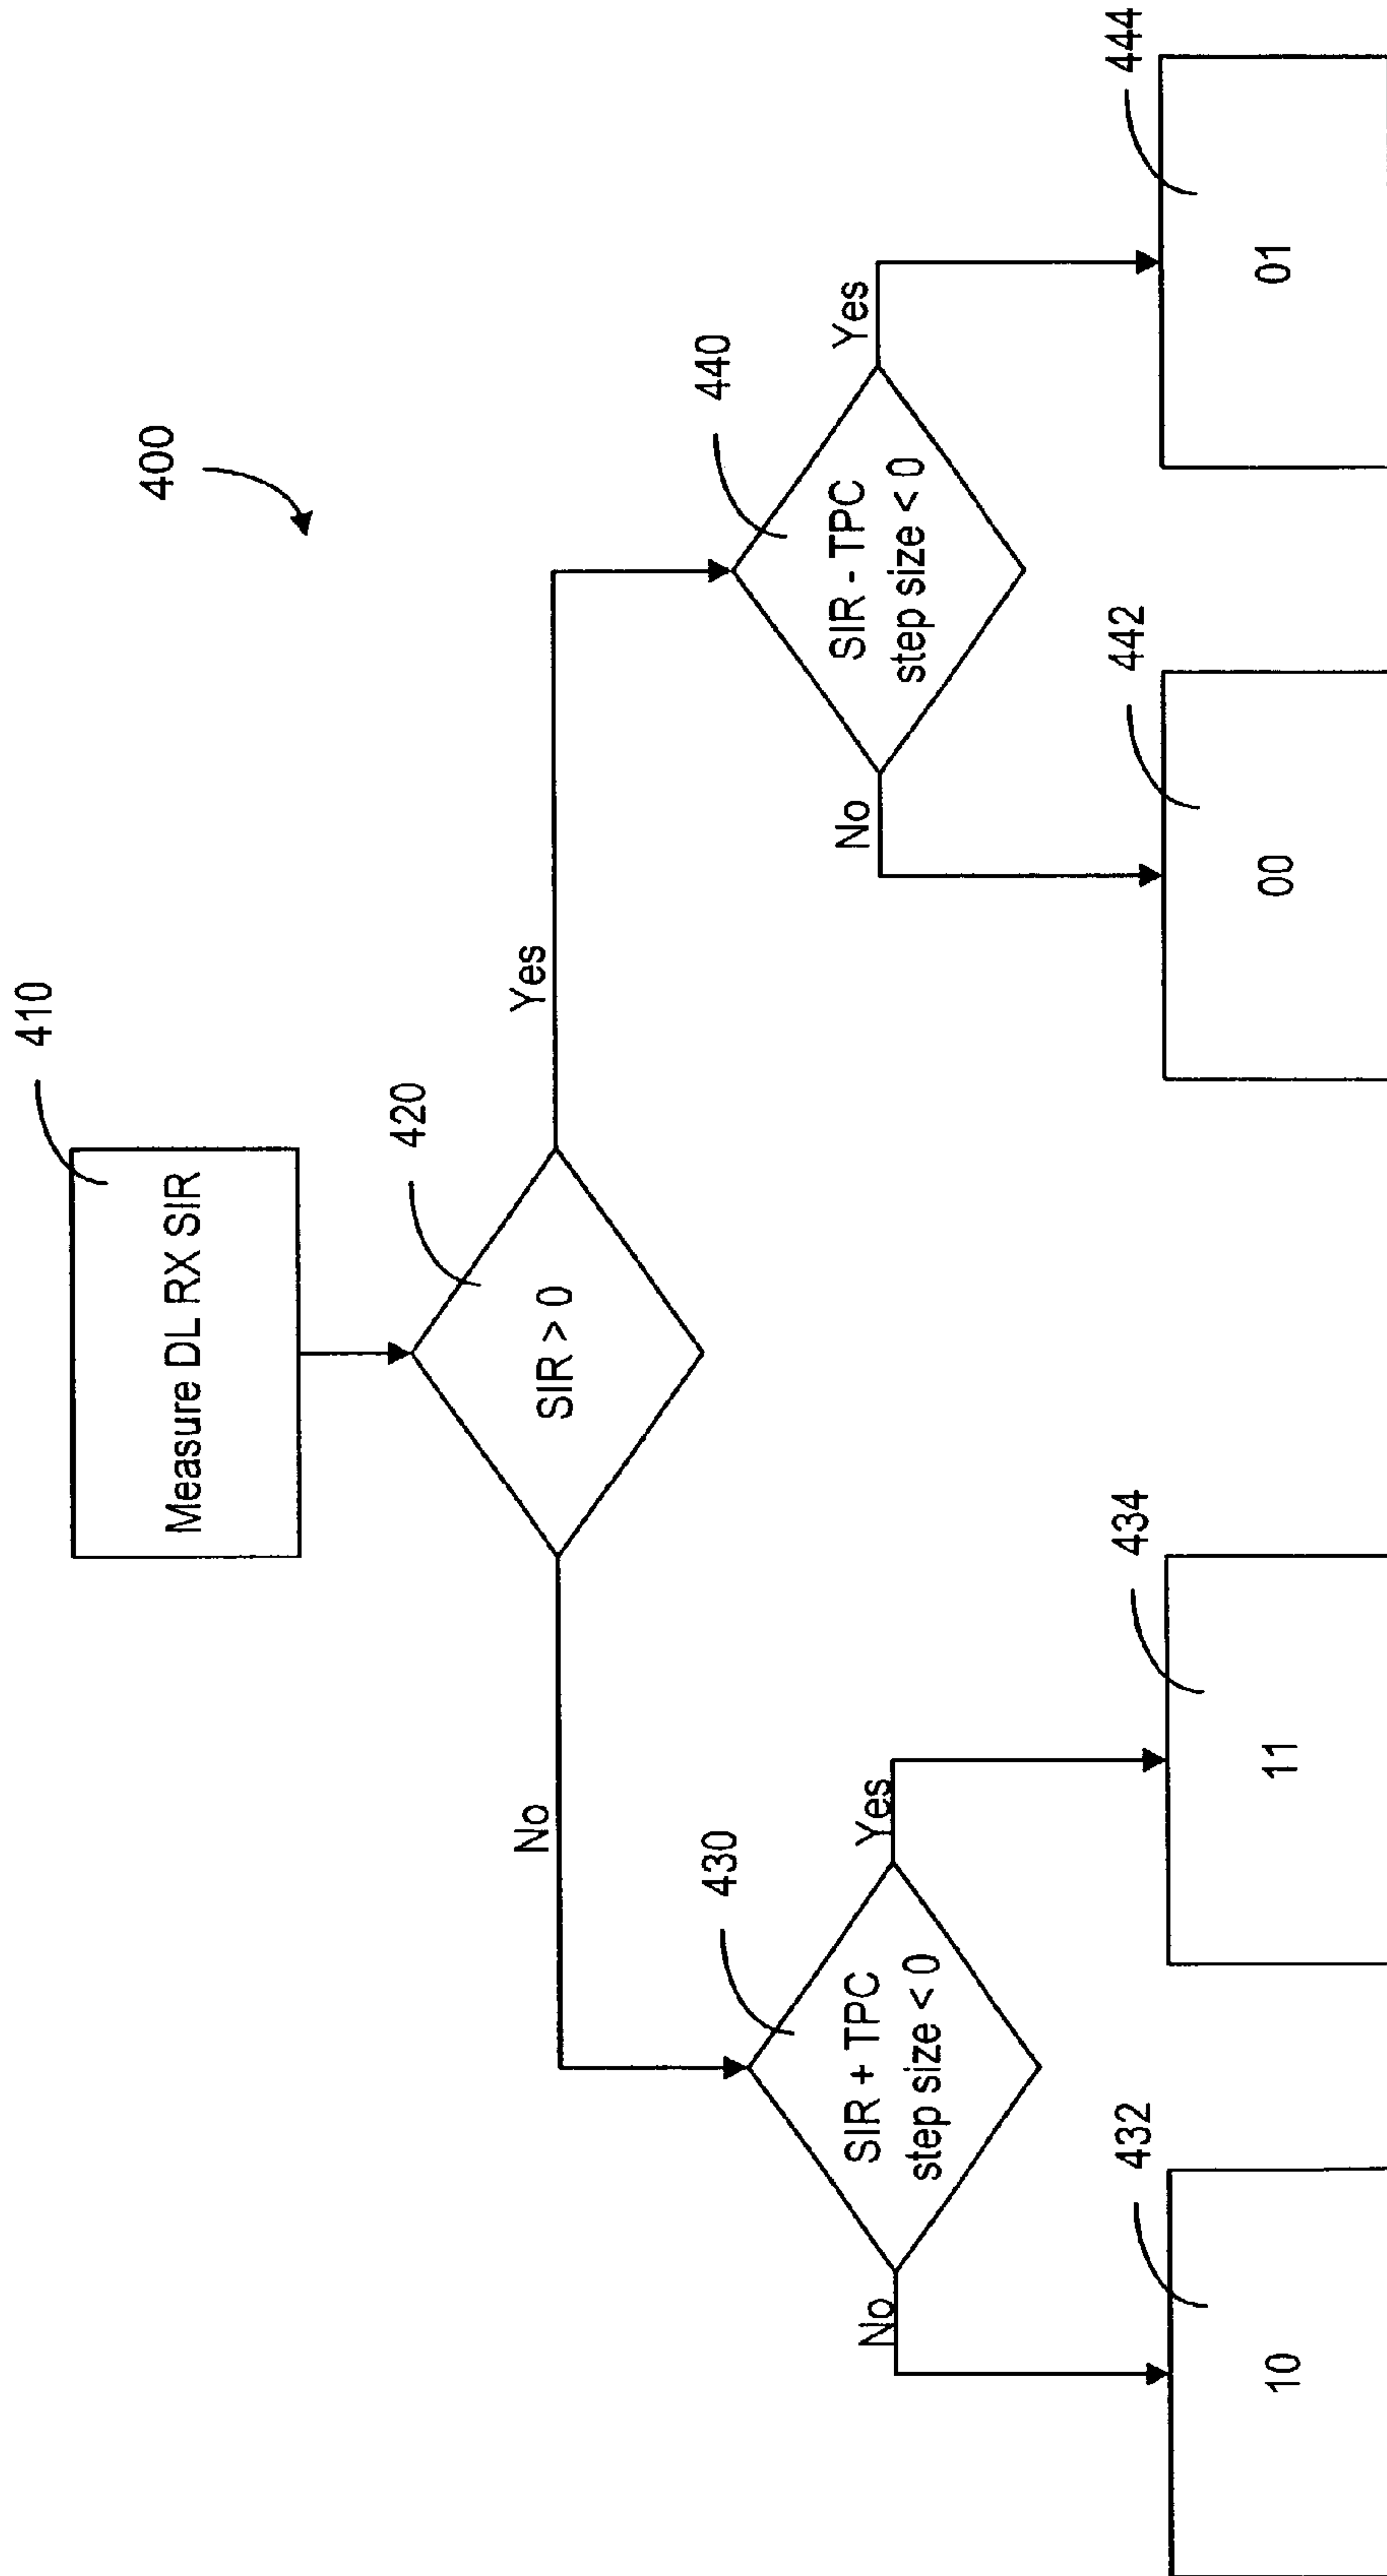 400
410
Measure DL RX SIR
420
SIR > 0
No
Yes
430
SIR + TPC
step size < 0
No
Yes
440
SIR - TPC
step size < 0
No
Yes
432
10
434
11
442
00
444
01